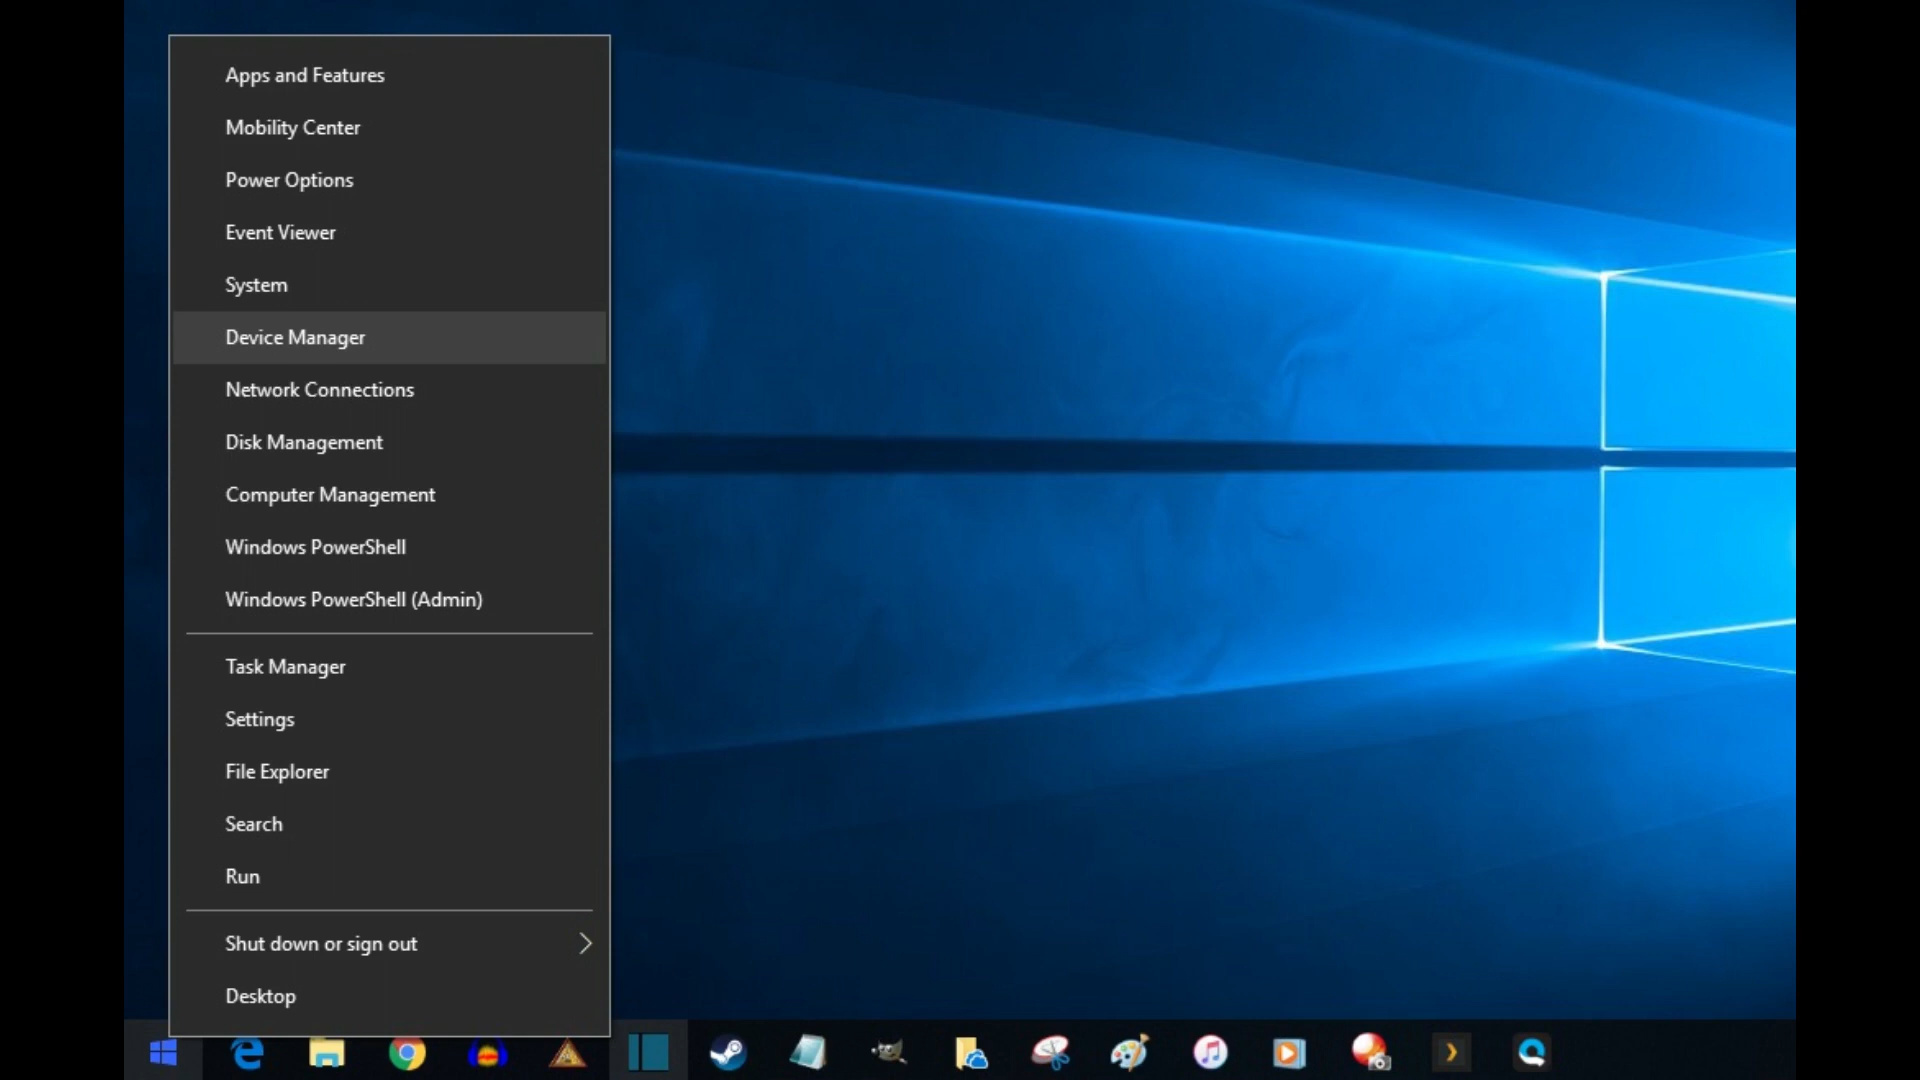 Apps and Features
Mobility Center
Power Options
Event Viewer
System
Device Manager
Network Connections
Disk Management
Computer Management
Windows PowerShell
Windows PowerShell (Admin)
Task Manager
Settings
File Explorer
Search
Run
Shut down or sign out
Desktop